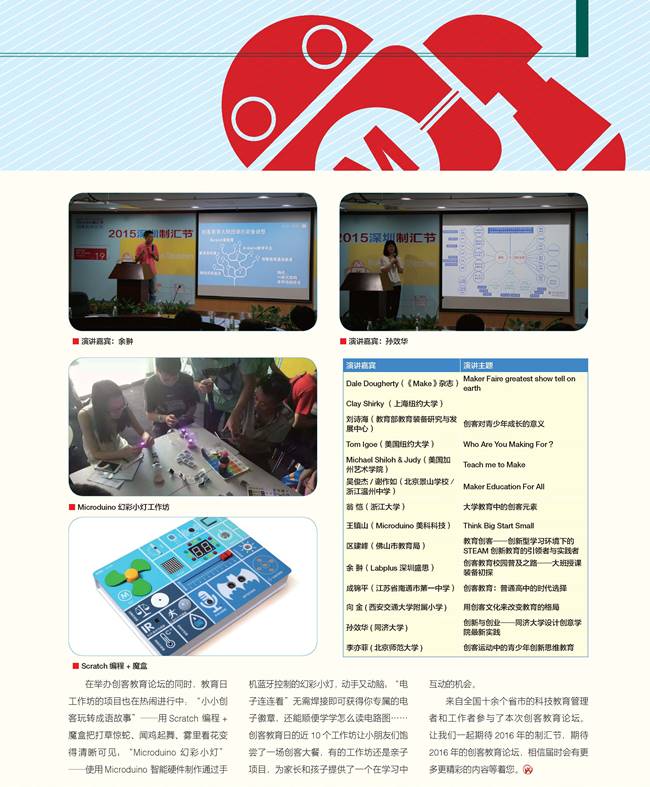 M
2015深圳制汇节
19
创客教育大班授课的装备设想
2015深圳制汇节
■ 演讲嘉宾：余翀
■ 演讲嘉宾：孙效华
演讲嘉宾 演讲主题
Dale Dougherty（《Make》杂志） Maker Faire greatest show tell on
earth
Clay Shirky （上海纽约大学）
刘诗海（教育部教育装备研究与发
展中心） 创客对青少年成长的意义
Tom Igoe（美国纽约大学） Who Are You Making For？
Michael Shiloh & Judy（美国加
州艺术学院） Teach me to Make
吴俊杰 / 谢作如（北京景山学校 /
浙江温州中学） Maker Education For All
翁 恺（浙江大学） 大学教育中的创客元素
王镇山（Microduino 美科科技） Think Big Start Small
区建峰（佛山市教育局） 教育创客——创新型学习环境下的
STEAM 创新教育的引领者与实践者
余 翀（Labplus 深圳盛思） 创客教育校园普及之路——大班授课
装备初探
成锦平（江苏省南通市第一中学） 创客教育：普通高中的时代选择
向 金（西安交通大学附属小学） 用创客文化来改变教育的格局
孙效华（同济大学） 创新与创业——同济大学设计创意学
院最新实践
李亦菲（北京师范大学） 创客运动中的青少年创新思维教育
■ Microduino 幻彩小灯工作坊
M
IR
■ Scratch 编程 + 魔盒
在举办创客教育论坛的同时，教育日
工作坊的项目也在热闹进行中，“小小创
客玩转成语故事”——用 Scratch 编程 +
魔盒把打草惊蛇、闻鸡起舞、雾里看花变
得清晰可见，“Microduino 幻彩小灯”
——使用 Microduino 智能硬件制作通过手
机蓝牙控制的幻彩小灯，动手又动脑，“电
子连连看”无需焊接即可获得你专属的电
子徽章，还能顺便学学怎么读电路图……
创客教育日的近 10 个工作坊让小朋友们饱
尝了一场创客大餐，有的工作坊还是亲子
项目，为家长和孩子提供了一个在学习中
互动的机会。
来自全国十余个省市的科技教育管理
者和工作者参与了本次创客教育论坛，
让我们一起期待 2016 年的制汇节，期待
2016 年的创客教育论坛，相信届时会有更
多更精彩的内容等着您。